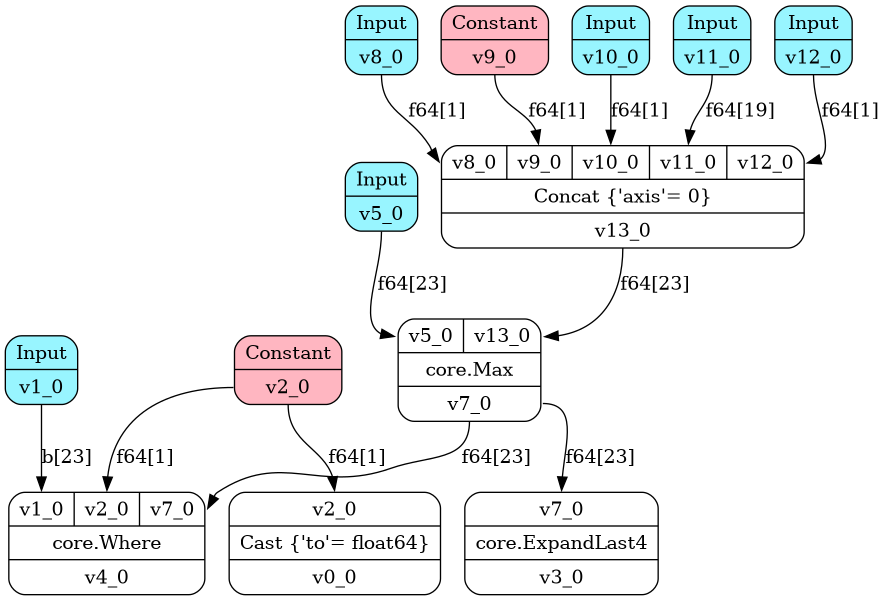 Input
v8_0
Constant
v9_0
Input
v10_0
Input
v11_0
Input
v12_0
f64[1]
f64[1]
f64[1]
f64[19]
f64[1]
v8_0 v9_0 v10_0 v11_0 v12_0
Concat {'axis'= 0}
v13_0
Input
v5_0
f64[23]
f64[23]
v5_0 v13_0
core.Max
v7_0
Input
v1_0
Constant
v2_0
b[23]
f64[1]
f64[1]
f64[23]
f64[23]
v1_0 v2_0 v7_0
core.Where
v4_0
v2_0
Cast {'to'= float64}
v0_0
v7_0
core.ExpandLast4
v3_0